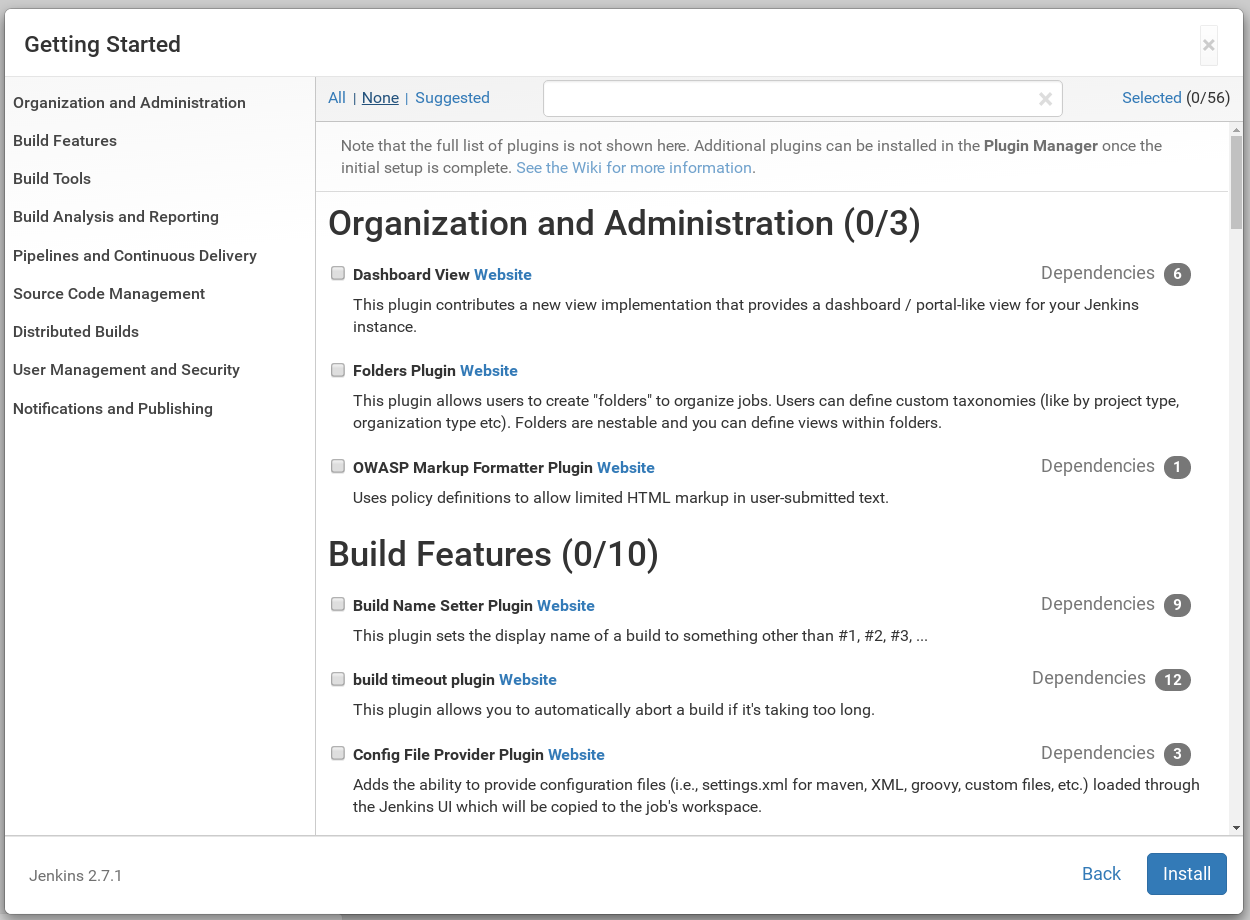 Getting Started
×
Organization and Administration
Build Features
Build Tools
Build Analysis and Reporting
Pipelines and Continuous Delivery
Source Code Management
Distributed Builds
User Management and Security
Notifications and Publishing
All | None | Suggested
Selected (0/56)
Note that the full list of plugins is not shown here. Additional plugins can be installed in the Plugin Manager once the
initial setup is complete. See the Wiki for more information.
Organization and Administration (0/3)
Dashboard View Website Dependencies 6
This plugin contributes a new view implementation that provides a dashboard / portal-like view for your Jenkins
instance.
Folders Plugin Website
This plugin allows users to create "folders" to organize jobs. Users can define custom taxonomies (like by project type,
organization type etc). Folders are nestable and you can define views within folders.
OWASP Markup Formatter Plugin Website Dependencies 1
Uses policy definitions to allow limited HTML markup in user-submitted text.
Build Features (0/10)
Build Name Setter Plugin Website Dependencies 9
This plugin sets the display name of a build to something other than #1, #2, #3, ...
build timeout plugin Website Dependencies 12
This plugin allows you to automatically abort a build if it's taking too long.
Config File Provider Plugin Website Dependencies 3
Adds the ability to provide configuration files (i.e., settings.xml for maven, XML, groovy, custom files, etc.) loaded through
the Jenkins UI which will be copied to the job's workspace.
Jenkins 2.7.1
Back
Install